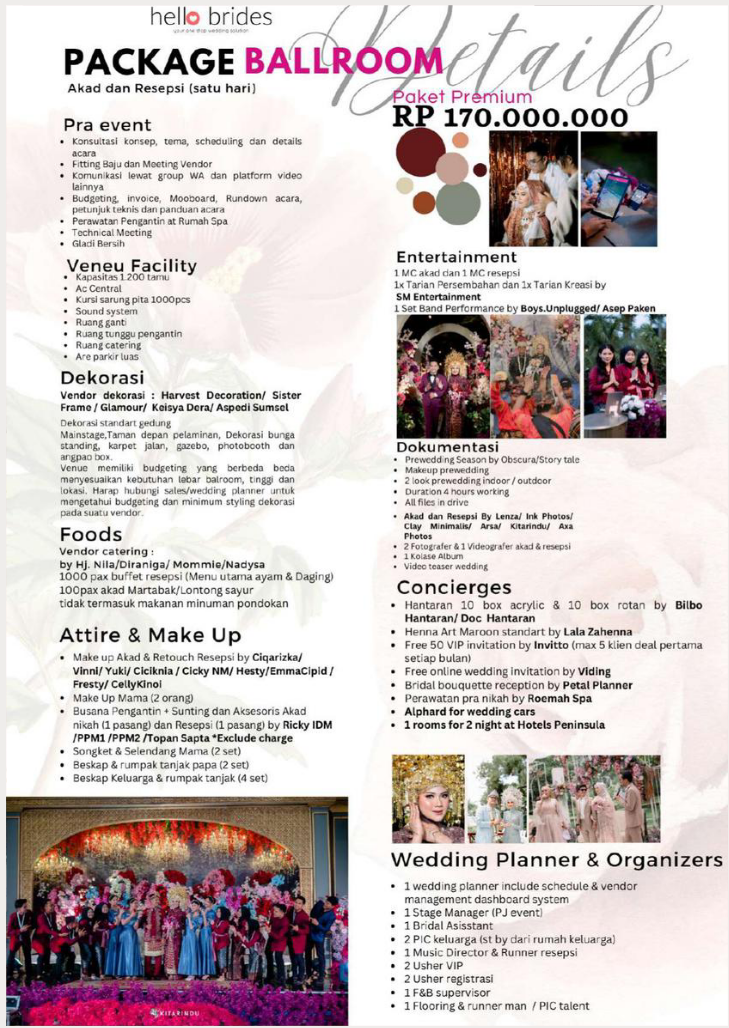 hello brides
your one stop wedding solution
PACKAGE BALLROOM
Details
Akad dan Resepsi (satu hari)
Paket Premium
RP 170.000.000
Pra event
• Konsultasi konsep, tema, scheduling dan details
acara
• Fitting Baju dan Meeting Vendor
• Komunikasi lewat group WA dan platform video
lainnya
• Budgeting, invoice, Mooboard, Rundown acara,
petunjuk teknis dan panduan acara
• Perawatan Pengantin at Rumah Spa
• Technical Meeting
• Gladi Bersih
Veneu Facility
• Kapasitas 1.200 tamu
• Ac Central
• Kursi sarung pita 1000pcs
• Sound system
• Ruang ganti
• Ruang tunggu pengantin
• Ruang catering
• Are parkir luas
Dekorasi
Vendor dekorasi : Harvest Decoration/ Sister
Frame / Glamour/ Keisya Dera/ Aspedi Sumsel
Dekorasi standart gedung
Mainstage,Taman depan pelaminan, Dekorasi bunga
standing, karpet jalan, gazebo, photobooth dan
angpao box.
Venue memiliki budgeting yang berbeda beda
menyesuaikan kebutuhan lebar balroom, tinggi dan
lokasi. Harap hubungi sales/wedding planner untuk
mengetahui budgeting dan minimum styling dekorasi
pada suatu vendor.
Foods
Vendor catering :
by Hj. Nila/Diraniga/ Mommie/Nadysa
1000 pax buffet resepsi (Menu utama ayam & Daging)
100pax akad Martabak/Lontong sayur
tidak termasuk makanan minuman pondokan
Attire & Make Up
• Make up Akad & Retouch Resepsi by Ciqarizka/
Vinni/ Yuki/ Ciciknia / Cicky NM/ Hesty/EmmaCipid /
Fresty/ CellyKinoi
• Make Up Mama (2 orang)
• Busana Pengantin + Sunting dan Aksesoris Akad
nikah (1 pasang) dan Resepsi (1 pasang) by Ricky IDM
/PPM1 /PPM2 /Topan Sapta *Exclude charge
• Songket & Selendang Mama (2 set)
• Beskap & rumpak tanjak papa (2 set)
• Beskap Keluarga & rumpak tanjak (4 set)
KITARINDU
Entertainment
1 MC akad dan 1 MC resepsi
1x Tarian Persembahan dan 1x Tarian Kreasi by
SM Entertainment
1 Set Band Performance by Boys.Unplugged/ Asep Paken
Dokumentasi
• Prewedding Season by Obscura/Story tale
• Makeup prewedding
• 2 look prewedding indoor / outdoor
• Duration 4 hours working
• All files in drive
• Akad dan Resepsi By Lenza/ Ink Photos/
Clay Minimalis/ Arsa/ Kitarindu/ Axa
Photos
• 2 Fotografer & 1 Videografer akad & resepsi
• 1 Kolase Album
• Video teaser wedding
Concierges
• Hantaran 10 box acrylic & 10 box rotan by Bilbo
Hantaran/ Doc Hantaran
• Henna Art Maroon standart by Lala Zahenna
• Free 50 VIP invitation by Invitto (max 5 klien deal pertama
setiap bulan)
• Free online wedding invitation by Viding
• Bridal bouquette reception by Petal Planner
• Perawatan pra nikah by Roemah Spa
• Alphard for wedding cars
• 1 rooms for 2 night at Hotels Peninsula
Wedding Planner & Organizers
• 1 wedding planner include schedule & vendor
management dashboard system
• 1 Stage Manager (PJ event)
• 1 Bridal Asisstant
• 2 PIC keluarga (st by dari rumah keluarga)
• 1 Music Director & Runner resepsi
• 2 Usher VIP
• 2 Usher registrasi
• 1 F&B supervisor
• 1 Flooring & runner man / PIC talent